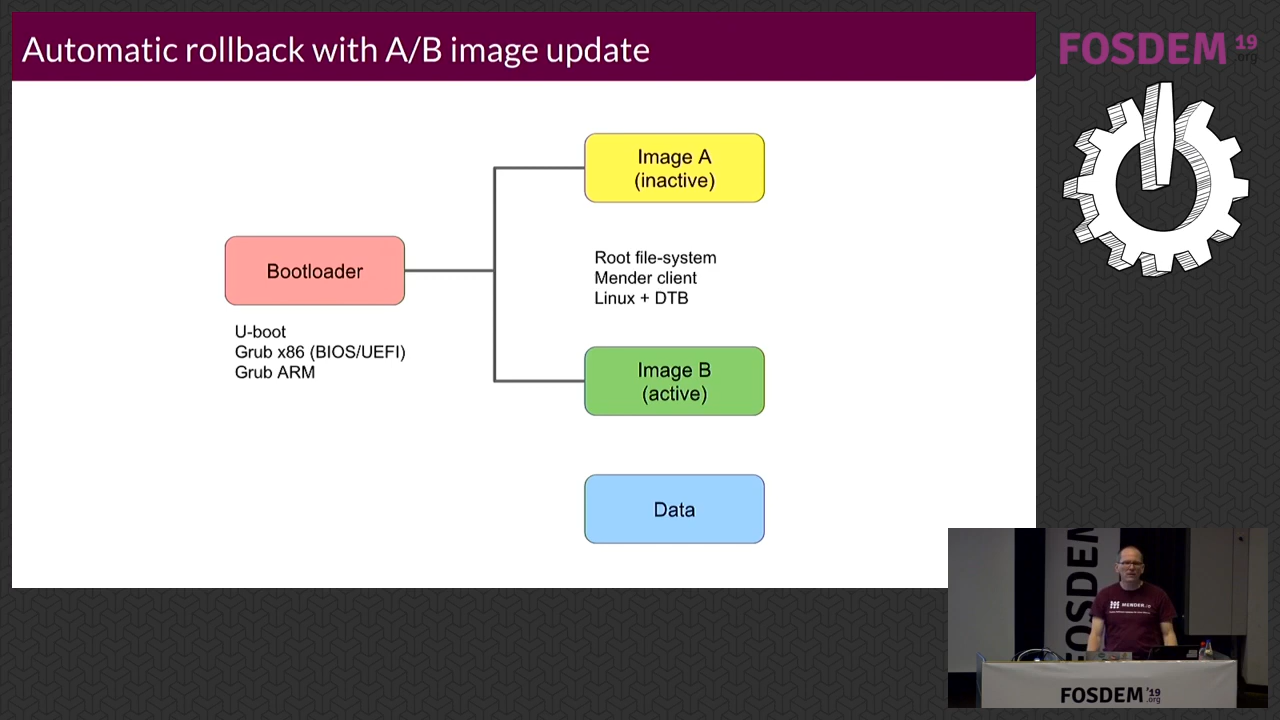 Automatic rollback with A/B image update
FOSDEM 19
.org
Image A
(inactive)
Bootloader
Root file-system
Mender client
Linux + DTB
U-boot
Grub x86 (BIOS/UEFI)
Grub ARM
Image B
(active)
Data
FOSDEM
MENDER
FOSDEM '19
.org